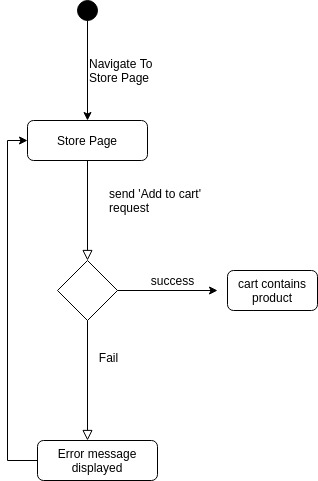 Navigate To
Store Page
Store Page
send 'Add to cart'
request
success
cart contains
product
Fail
Error message
displayed